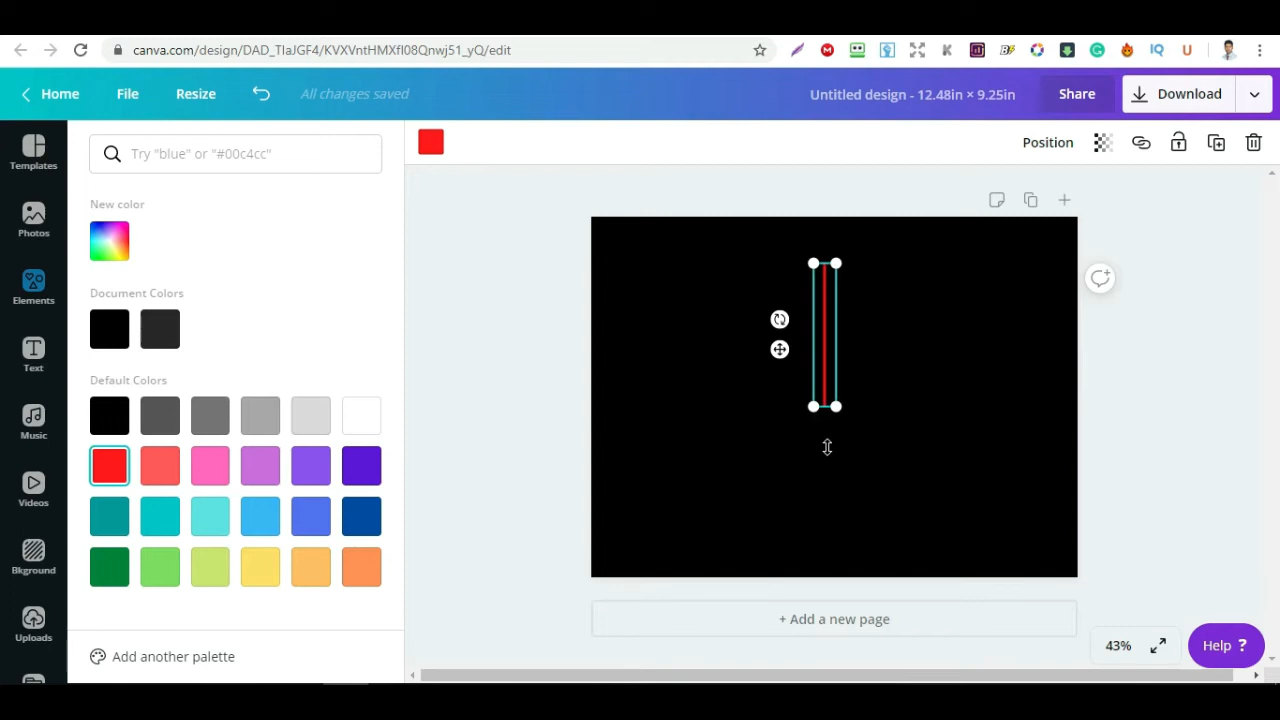 canva.com/design/DAD_TIaJGF4/KVXVntHMXfI08Qnwj51_yQ/edit
Home
File
Resize
All changes saved
Untitled design - 12.48in × 9.25in
Share
Download
Templates
Photos
Elements
Text
Music
Videos
Bkground
Uploads
Try "blue" or "#00c4cc"
New color
Document Colors
Default Colors
Add another palette
Position
+ Add a new page
43%
Help ?